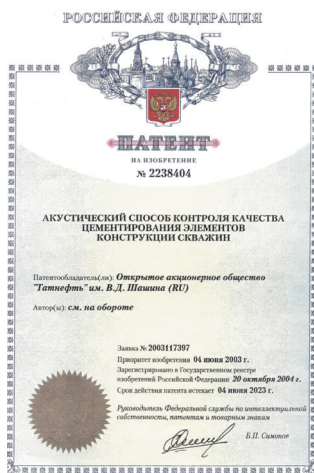 РОССИЙСКАЯ ФЕДЕРАЦИЯ
ПАТЕНТ
НА ИЗОБРЕТЕНИЕ
№ 2238404
АКУСТИЧЕСКИЙ СПОСОБ КОНТРОЛЯ КАЧЕСТВА
ЦЕМЕНТИРОВАНИЯ ЭЛЕМЕНТОВ
КОНСТРУКЦИИ СКВАЖИН
Патентообладатель(ли): Открытое акционерное общество
"Татнефть" им. В.Д. Шашина (RU)
Автор(ы): см. на обороте
Заявка № 2003117397
Приоритет изобретения 04 июня 2003 г.
Зарегистрировано в Государственном реестре
изобретений Российской Федерации 20 октября 2004 г.
Срок действия патента истекает 04 июня 2023 г.
Руководитель Федеральной службы по интеллектуальной
собственности, патентам и товарным знакам
Б.П. Симонов